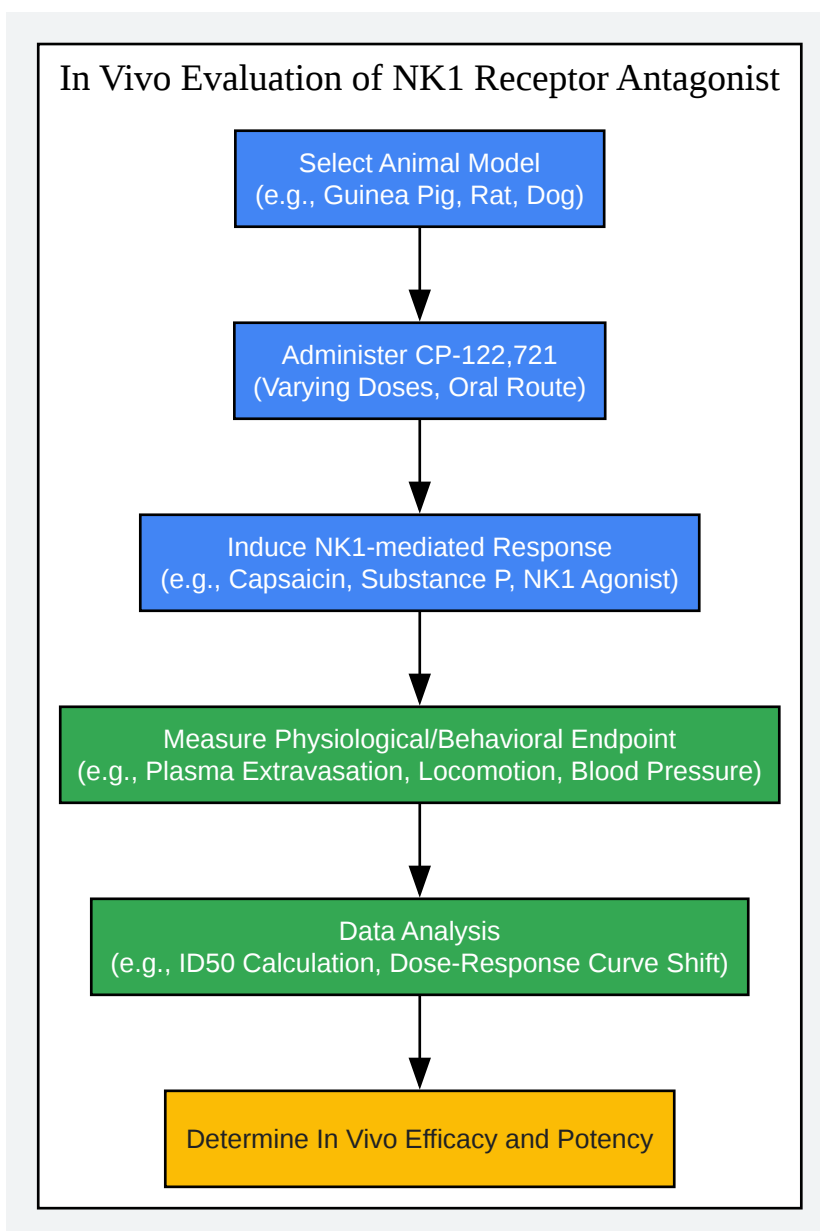 In Vivo Evaluation of NK1 Receptor Antagonist
Select Animal Model
(e.g., Guinea Pig, Rat, Dog)
Administer CP-122,721
(Varying Doses, Oral Route)
Induce NK1-mediated Response
(e.g., Capsaicin, Substance P, NK1 Agonist)
Measure Physiological/Behavioral Endpoint
(e.g., Plasma Extravasation, Locomotion, Blood Pressure)
Data Analysis
(e.g., ID50 Calculation, Dose-Response Curve Shift)
Determine In Vivo Efficacy and Potency